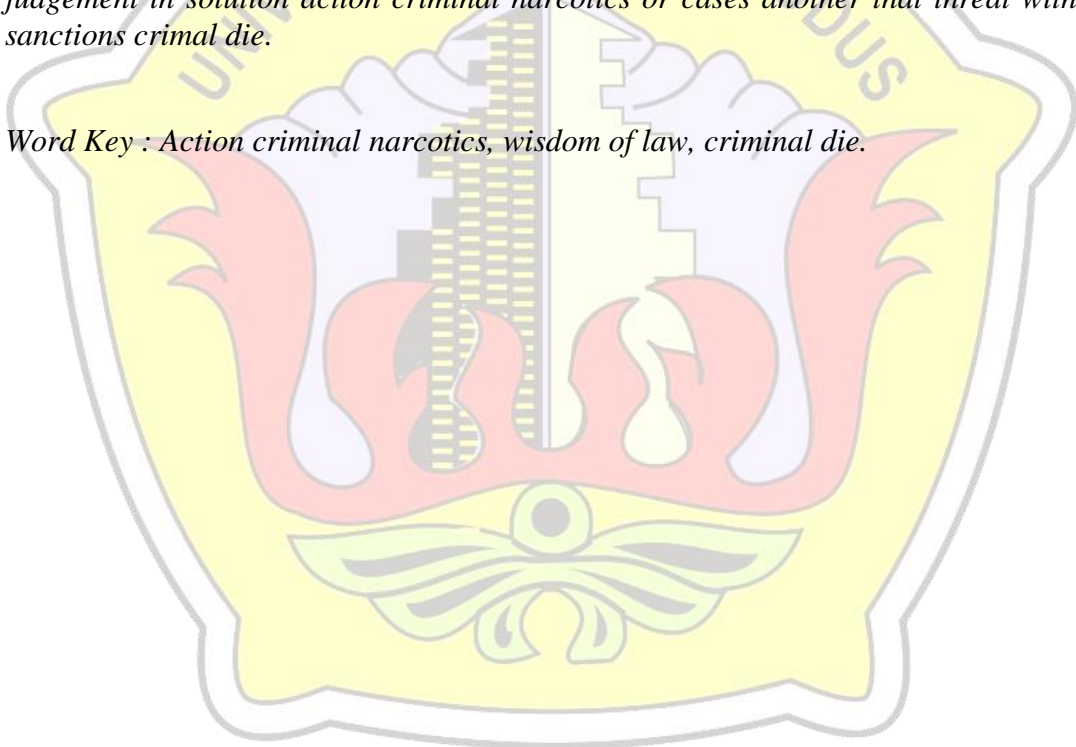 judgement in solution action criminal narcotics or cases another that threat with
sanctions crimal die.
Word Key : Action criminal narcotics, wisdom of law, criminal die.